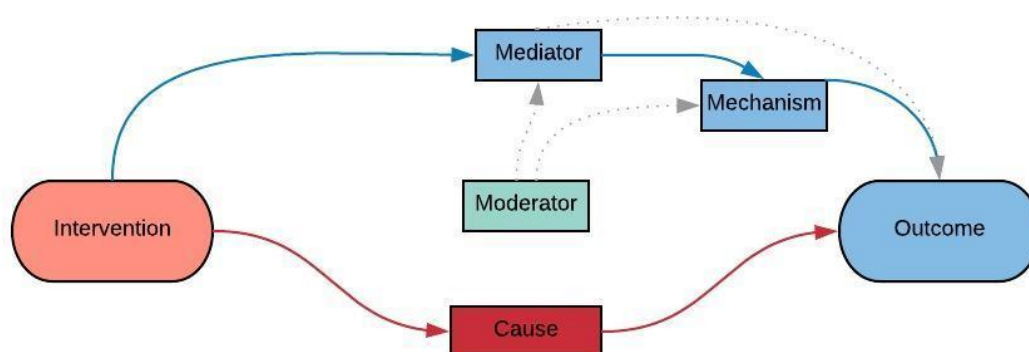 Mediator
Mechanism
Moderator
Intervention
Outcome
Cause